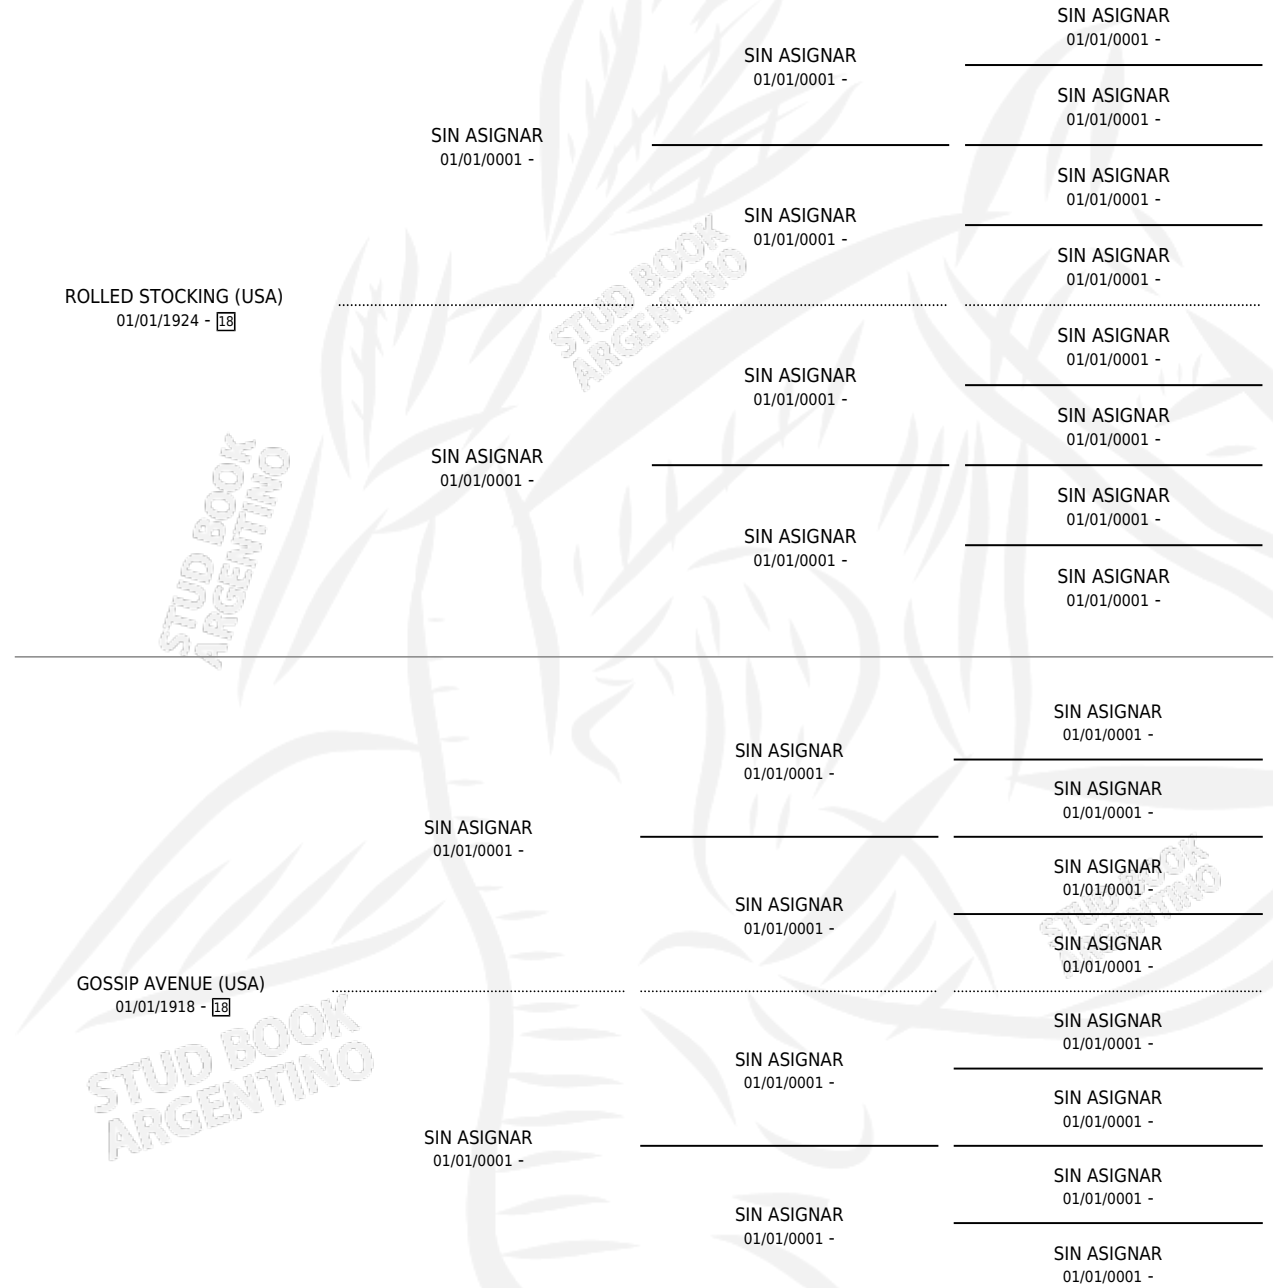 SIN ASIGNAR
01/01/0001 -
SIN ASIGNAR
01/01/0001 -
SIN ASIGNAR
01/01/0001 -
SIN ASIGNAR
01/01/0001 -
SIN ASIGNAR
01/01/0001 -
SIN ASIGNAR
01/01/0001 -
SIN ASIGNAR
01/01/0001 -
STUD BOOK
ARGENTINO
ROLLED STOCKING (USA)
01/01/1924 - 18
SIN ASIGNAR
01/01/0001 -
SIN ASIGNAR
01/01/0001 -
SIN ASIGNAR
01/01/0001 -
SIN ASIGNAR
01/01/0001 -
SIN ASIGNAR
01/01/0001 -
SIN ASIGNAR
01/01/0001 -
SIN ASIGNAR
01/01/0001 -
STUD BOOK
ARGENTINO
SIN ASIGNAR
01/01/0001 -
SIN ASIGNAR
01/01/0001 -
SIN ASIGNAR
01/01/0001 -
SIN ASIGNAR
01/01/0001 -
SIN ASIGNAR
01/01/0001 -
SIN ASIGNAR
01/01/0001 -
SIN ASIGNAR
01/01/0001 -
STUD BOOK
ARGENTINO
GOSSIP AVENUE (USA)
01/01/1918 - 18
STUD BOOK
ARGENTINO
SIN ASIGNAR
01/01/0001 -
SIN ASIGNAR
01/01/0001 -
SIN ASIGNAR
01/01/0001 -
SIN ASIGNAR
01/01/0001 -
SIN ASIGNAR
01/01/0001 -
SIN ASIGNAR
01/01/0001 -
SIN ASIGNAR
01/01/0001 -